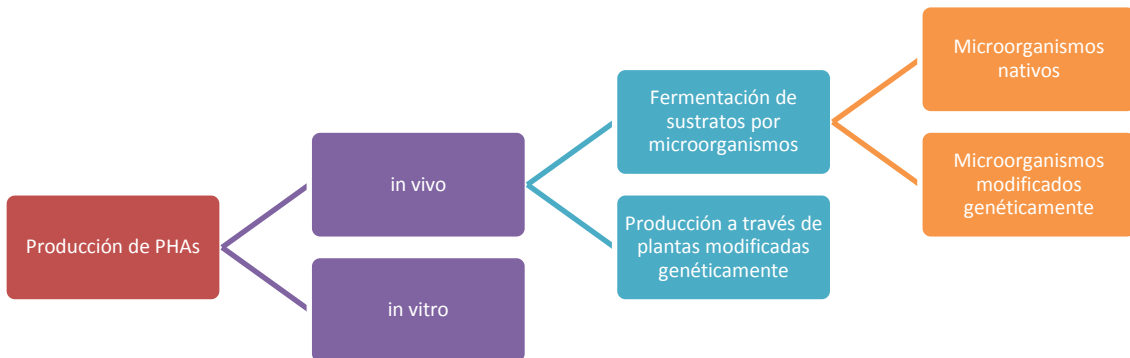 Producción de PHAs
in vivo
in vitro
Fermentación de
sustratos por
microorganismos
Producción a través de
plantas modificadas
genéticamente
Microorganismos
nativos
Microorganismos
modificados
genéticamente